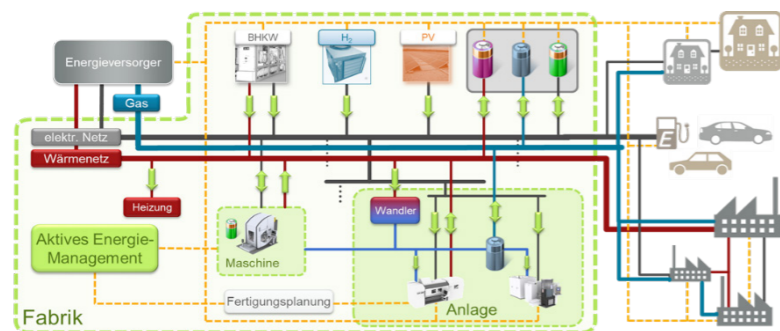 BHKW
H2
PV
Energieversorger
Gas
E
elektr. Netz
Wärmenetz
Heizung
Wandler
Aktives Energie-
Management
Maschine
Fertigungsplanung
Anlage
Fabrik